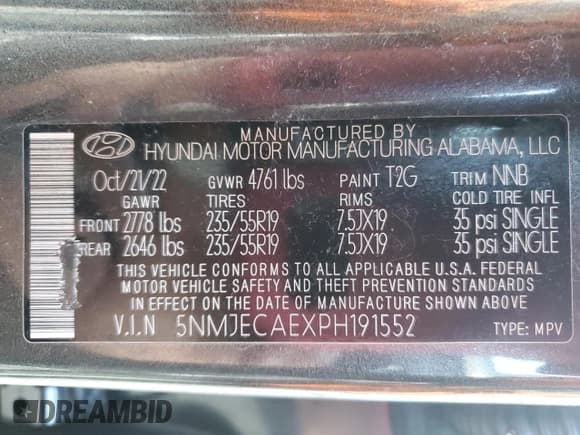 MANUFACTURED BY
HYUNDAI MOTOR MANUFACTURING ALABAMA, LLC
Oct/21/22 GVWR 4761 lbs PAINT T2G TRIM NNB
GAWR TIRES RIMS COLD TIRE INFL
FRONT 2778 lbs 235/55R19 7.5JX19 35 psi SINGLE
REAR 2646 lbs 235/55R19 7.5JX19 35 psi SINGLE
THIS VEHICLE CONFORMS TO ALL APPLICABLE U.S.A. FEDERAL
MOTOR VEHICLE SAFETY AND THEFT PREVENTION STANDARDS
IN EFFECT ON THE DATE OF MANUFACTURE SHOWN ABOVE
V.I.N 5NMJECAEXPH191552 TYPE: MPV
DREAMBID